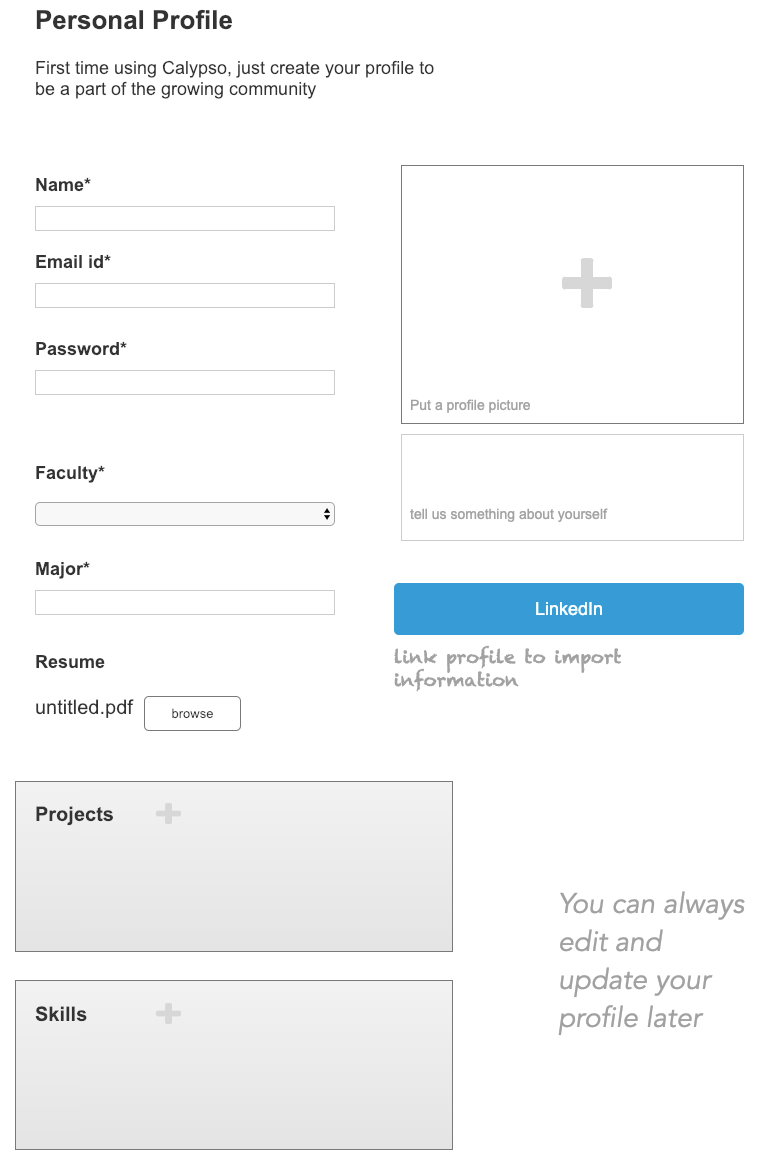 Personal Profile
First time using Calypso, just create your profile to
be a part of the growing community
Name*
Email id*
Password*
Faculty*
Major*
Resume
untitled.pdf
browse
Put a profile picture
tell us something about yourself
LinkedIn
link profile to import
information
Projects
Skills
You can always
edit and
update your
profile later